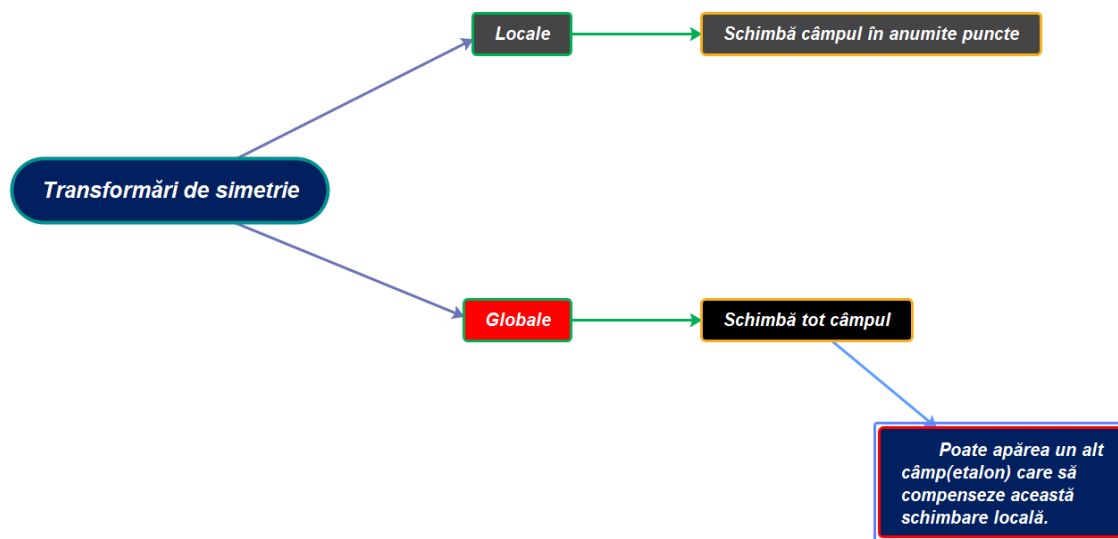 Locale
Schimbă câmpul în anumite puncte
Transformări de simetrie
Globale
Schimbă tot câmpul
Poate apărea un alt
câmp(etalon) care să
compenseze această
schimbare locală.